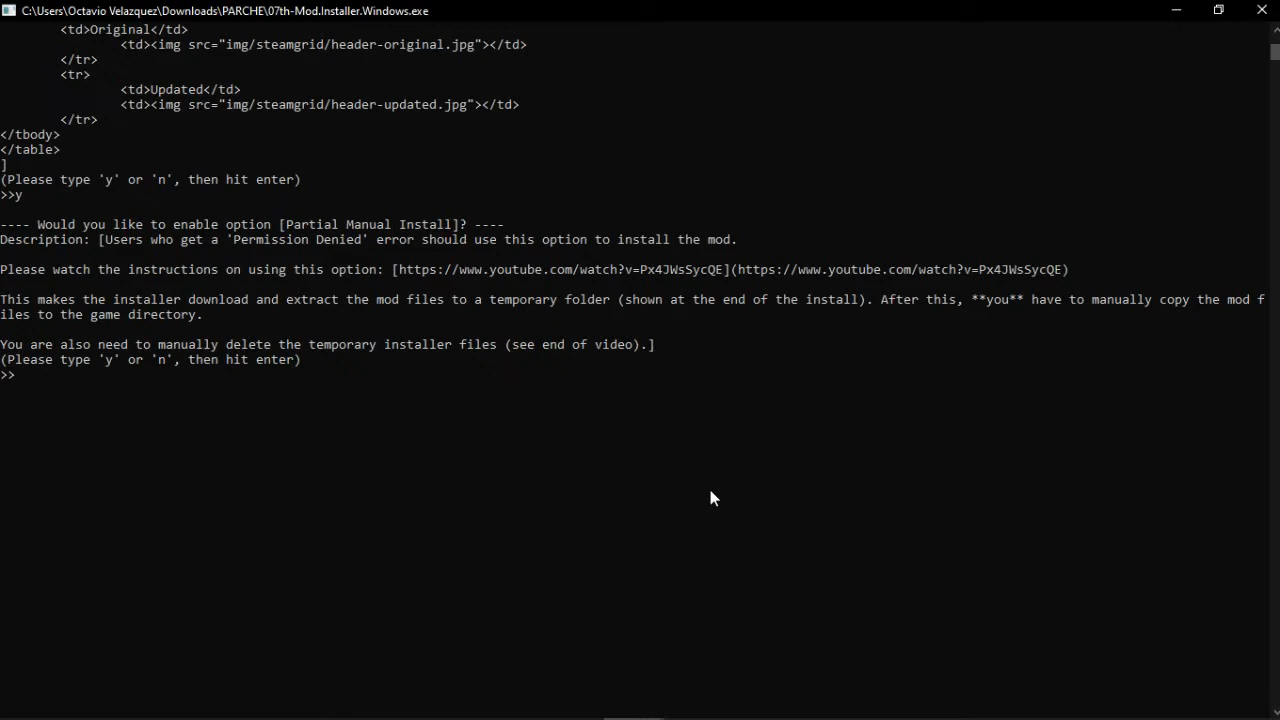 C:\Users\Octavio Velazquez\Downloads\PARCHE\07th-Mod.Installer.Windows.exe
<td>Original</td>
<td><img src="img/steamgrid/header-original.jpg"></td>
</tr>
<tr>
<td>Updated</td>
<td><img src="img/steamgrid/header-updated.jpg"></td>
</tr>
</tbody>
</table>
]
(Please type 'y' or 'n', then hit enter)
>>y
---- Would you like to enable option [Partial Manual Install]? ----
Description: [Users who get a 'Permission Denied' error should use this option to install the mod.
Please watch the instructions on using this option: [https://www.youtube.com/watch?v=Px4JWsSycQE](https://www.youtube.com/watch?v=Px4JWsSycQE)
This makes the installer download and extract the mod files to a temporary folder (shown at the end of the install). After this, **you** have to manually copy the mod f
iles to the game directory.
You are also need to manually delete the temporary installer files (see end of video).]
(Please type 'y' or 'n', then hit enter)
>>